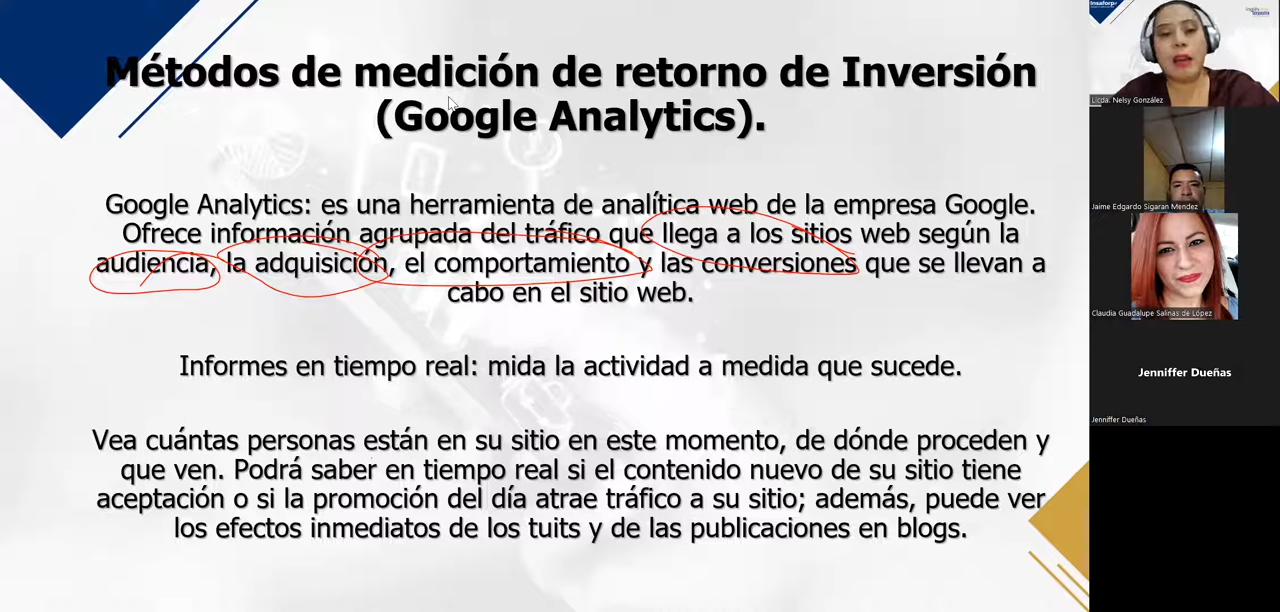 Métodos de medición de retorno de Inversión
(Google Analytics).
Google Analytics: es una herramienta de analítica web de la empresa Google.
Ofrece información agrupada del tráfico que llega a los sitios web según la
audiencia, la adquisición, el comportamiento y las conversiones que se llevan a
cabo en el sitio web.
Informes en tiempo real: mida la actividad a medida que sucede.
Vea cuántas personas están en su sitio en este momento, de dónde proceden y
que ven. Podrá saber en tiempo real si el contenido nuevo de su sitio tiene
aceptación o si la promoción del día atrae tráfico a su sitio; además, puede ver
los efectos inmediatos de los tuits y de las publicaciones en blogs.
Insaforp
Licda. Nelsy González
Jaime Edgardo Sigaran Mendez
Claudia Guadalupe Salinas de López
Jenniffer Dueñas
Jenniffer Dueñas